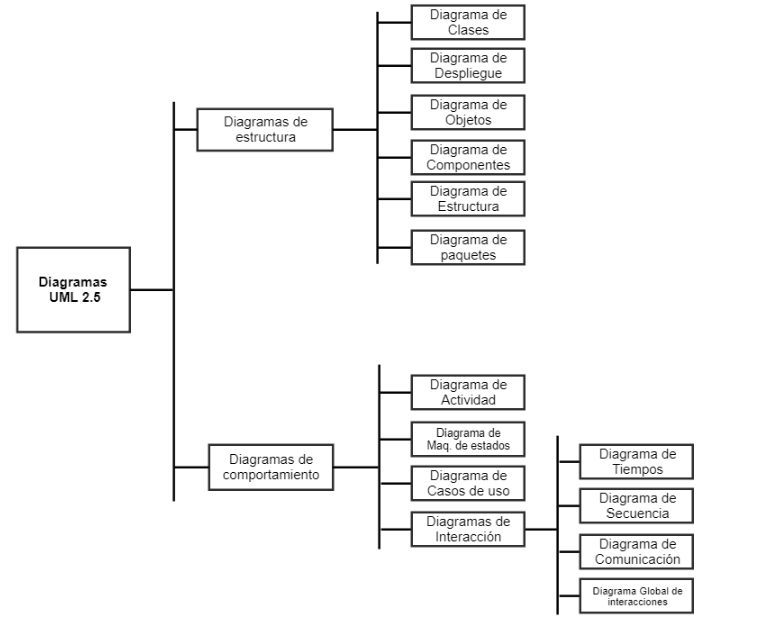 Diagramas
UML 2.5
Diagramas de
estructura
Diagrama de
Clases
Diagrama de
Despliegue
Diagrama de
Objetos
Diagrama de
Componentes
Diagrama de
Estructura
Diagrama de
paquetes
Diagramas de
comportamiento
Diagrama de
Actividad
Diagrama de
Maq. de estados
Diagrama de
Casos de uso
Diagramas de
Interacción
Diagrama de
Tiempos
Diagrama de
Secuencia
Diagrama de
Comunicación
Diagrama Global de
interacciones